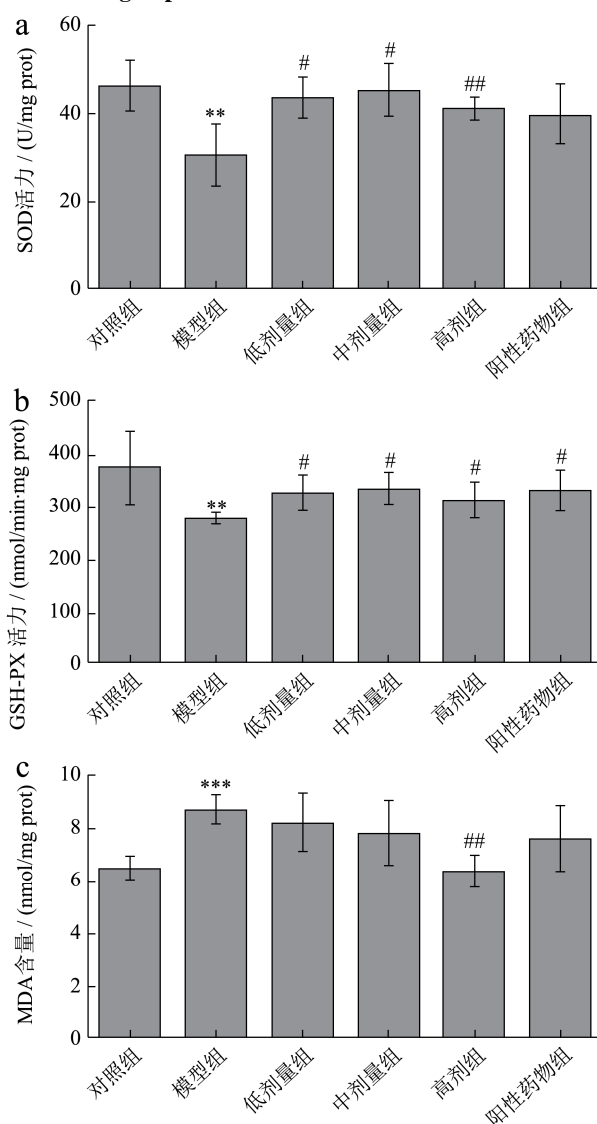 a
60
40
20
0
SOD活力 / (U/mg prot)
**
#
#
##
对照组
模型组
低剂量组
中剂量组
高剂组
阳性药物组
b
500
400
300
200
100
0
GSH-PX 活力 / (nmol/min·mg prot)
**
#
#
#
#
对照组
模型组
低剂量组
中剂量组
高剂组
阳性药物组
c
10
8
6
4
2
0
MDA含量 / (nmol/mg prot)
***
##
对照组
模型组
低剂量组
中剂量组
高剂组
阳性药物组